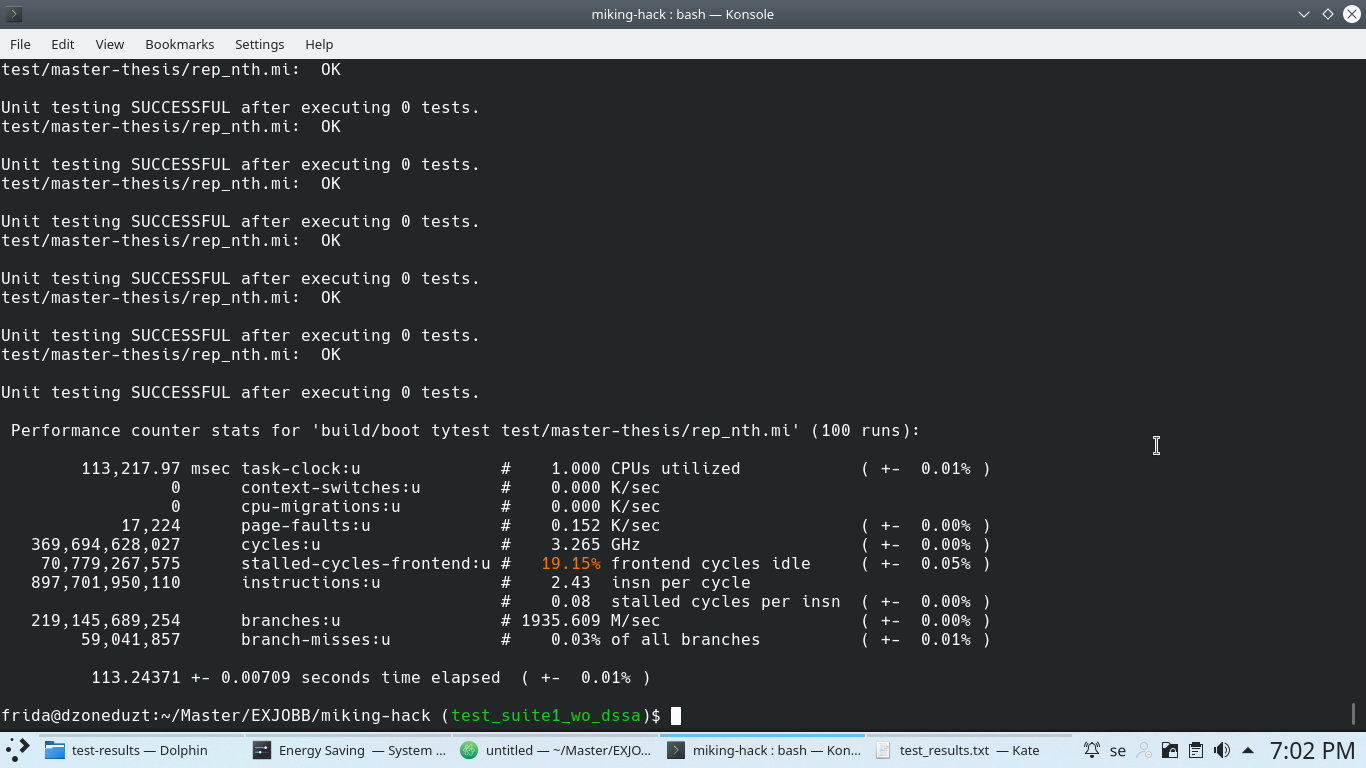 miking-hack : bash — Konsole
File Edit View Bookmarks Settings Help
test/master-thesis/rep_nth.mi:  OK
Unit testing SUCCESSFUL after executing 0 tests.
test/master-thesis/rep_nth.mi:  OK
Unit testing SUCCESSFUL after executing 0 tests.
test/master-thesis/rep_nth.mi:  OK
Unit testing SUCCESSFUL after executing 0 tests.
test/master-thesis/rep_nth.mi:  OK
Unit testing SUCCESSFUL after executing 0 tests.
test/master-thesis/rep_nth.mi:  OK
Unit testing SUCCESSFUL after executing 0 tests.
test/master-thesis/rep_nth.mi:  OK
Unit testing SUCCESSFUL after executing 0 tests.
Performance counter stats for 'build/boot tytest test/master-thesis/rep_nth.mi' (100 runs):
113,217.97 msec task-clock:u # 1.000 CPUs utilized ( +- 0.01% )
0 context-switches:u # 0.000 K/sec
0 cpu-migrations:u # 0.000 K/sec
17,224 page-faults:u # 0.152 K/sec ( +- 0.00% )
369,694,628,027 cycles:u # 3.265 GHz ( +- 0.00% )
70,779,267,575 stalled-cycles-frontend:u # 19.15% frontend cycles idle ( +- 0.05% )
897,701,950,110 instructions:u # 2.43 insn per cycle
# 0.08 stalled cycles per insn ( +- 0.00% )
219,145,689,254 branches:u # 1935.609 M/sec ( +- 0.00% )
59,041,857 branch-misses:u # 0.03% of all branches ( +- 0.01% )
113.24371 +- 0.00709 seconds time elapsed ( +- 0.01% )
frida@dzoneduzt:~/Master/EXJOBB/miking-hack (test_suite1_wo_dssa)$
test-results — Dolphin Energy Saving — System ... untitled — ~/Master/EXJO... miking-hack : bash — Kon... test_results.txt — Kate se 7:02 PM